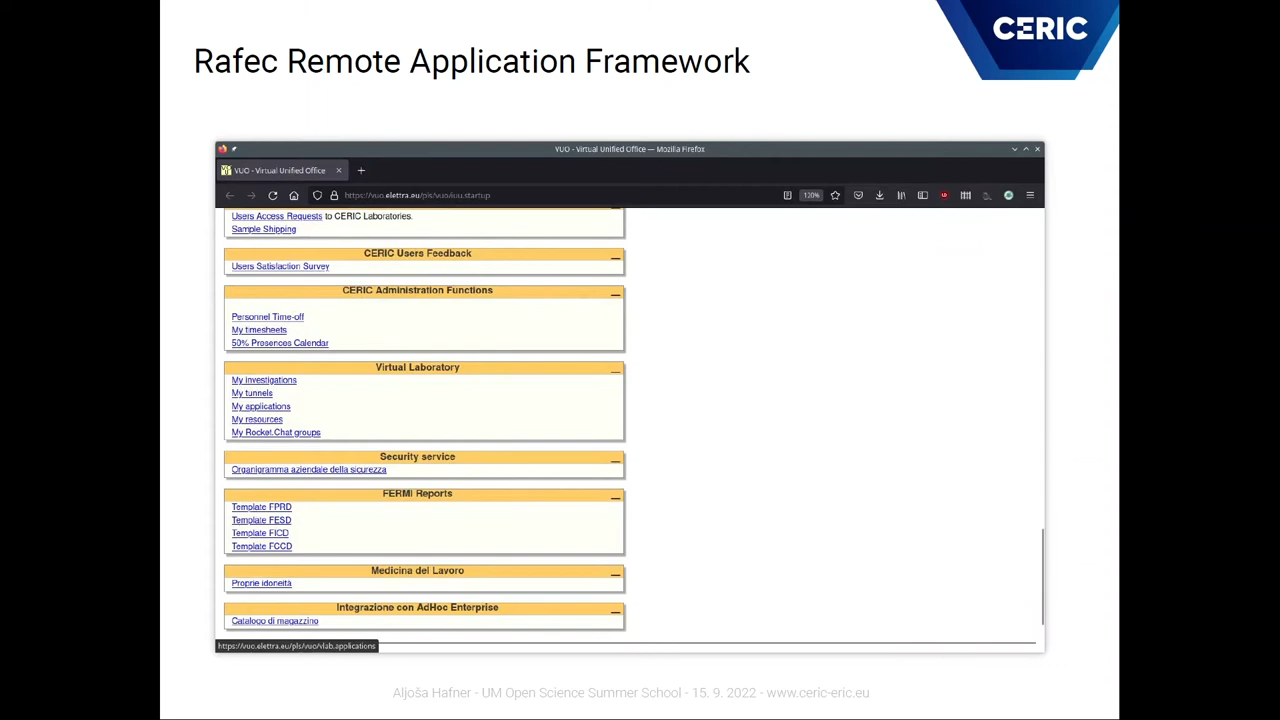 CERIC
Rafec Remote Application Framework
VUO - Virtual Unified Office — Mozilla Firefox
VUO - Virtual Unified Office
https://vuo.elettra.eu/pls/vuo/iuu.startup
120%
Users Access Requests to CERIC Laboratories.
Sample Shipping
CERIC Users Feedback
Users Satisfaction Survey
CERIC Administration Functions
Personnel Time-off
My timesheets
50% Presences Calendar
Virtual Laboratory
My investigations
My tunnels
My applications
My resources
My Rocket.Chat groups
Security service
Organigramma aziendale della sicurezza
FERMI Reports
Template FPRD
Template FESD
Template FICD
Template FCCD
Medicina del Lavoro
Proprie idoneità
Integrazione con AdHoc Enterprise
Catalogo di magazzino
https://vuo.elettra.eu/pls/vuo/vlab.applications
Aljoša Hafner - UM Open Science Summer School - 15. 9. 2022 - www.ceric-eric.eu